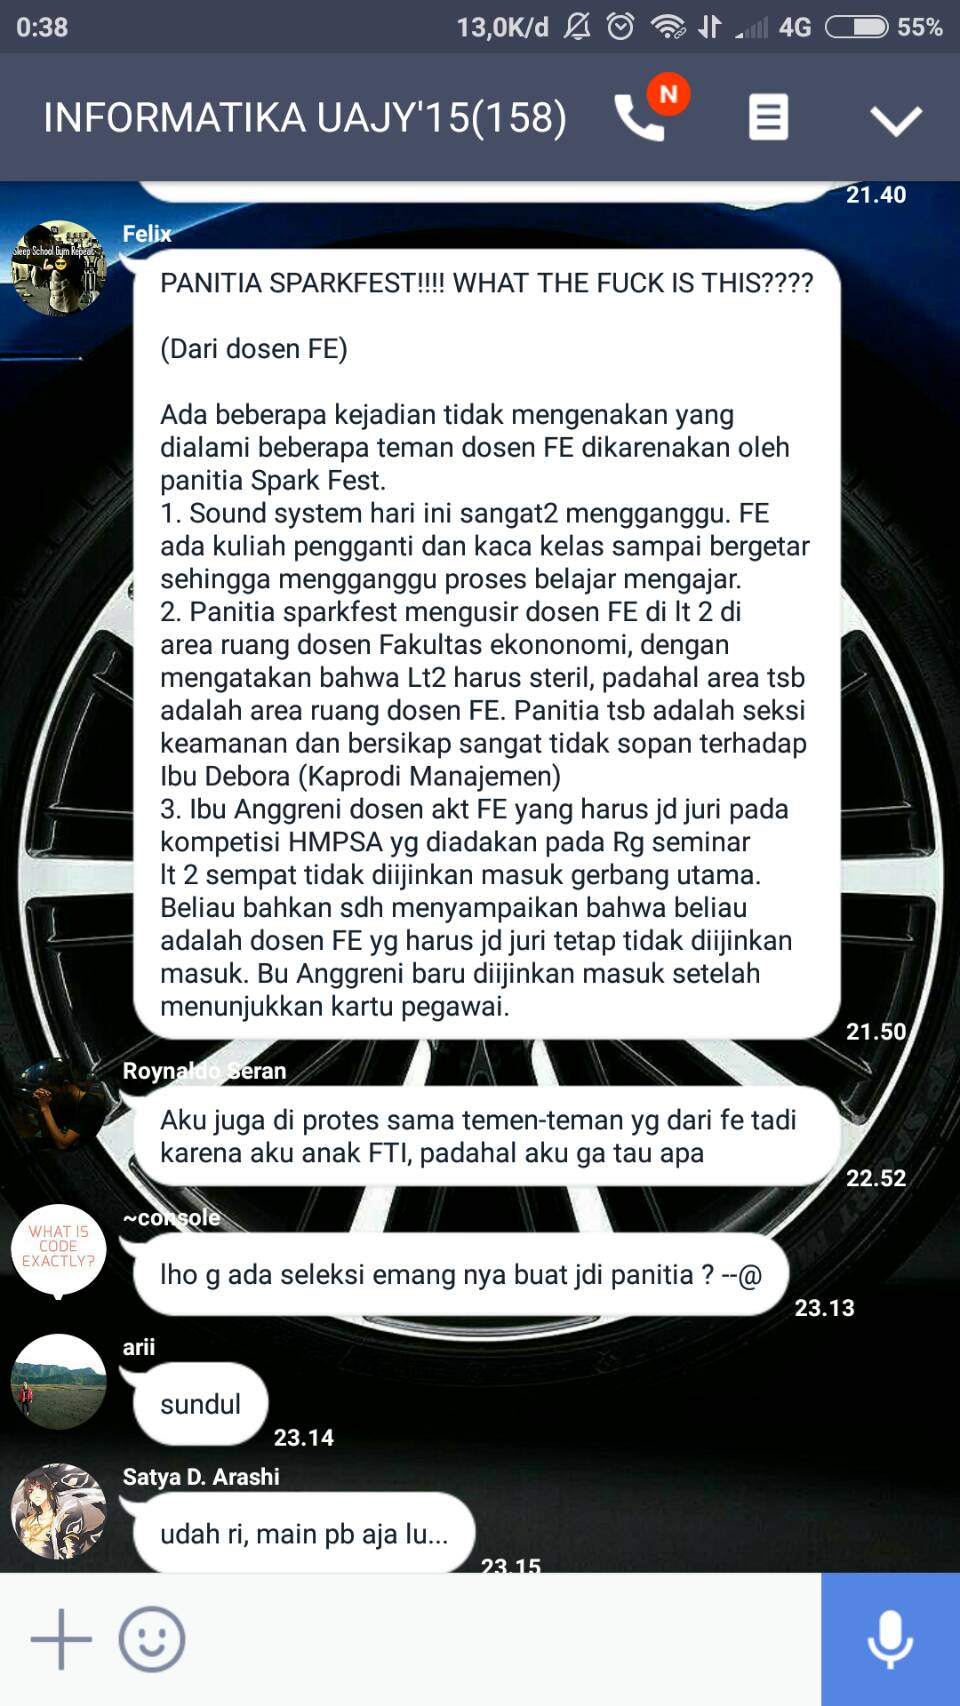 0:38 13,0K/d 4G 55%
INFORMATIKA UAJY'15(158) N
21.40
Sleep School Gym Repeat
Felix
PANITIA SPARKFEST!!!! WHAT THE FUCK IS THIS????
(Dari dosen FE)
Ada beberapa kejadian tidak mengenakan yang
dialami beberapa teman dosen FE dikarenakan oleh
panitia Spark Fest.
1. Sound system hari ini sangat2 mengganggu. FE
ada kuliah pengganti dan kaca kelas sampai bergetar
sehingga mengganggu proses belajar mengajar.
2. Panitia sparkfest mengusir dosen FE di lt 2 di
area ruang dosen Fakultas ekononomi, dengan
mengatakan bahwa Lt2 harus steril, padahal area tsb
adalah area ruang dosen FE. Panitia tsb adalah seksi
keamanan dan bersikap sangat tidak sopan terhadap
Ibu Debora (Kaprodi Manajemen)
3. Ibu Anggreni dosen akt FE yang harus jd juri pada
kompetisi HMPSA yg diadakan pada Rg seminar
lt 2 sempat tidak diijinkan masuk gerbang utama.
Beliau bahkan sdh menyampaikan bahwa beliau
adalah dosen FE yg harus jd juri tetap tidak diijinkan
masuk. Bu Anggreni baru diijinkan masuk setelah
menunjukkan kartu pegawai.
21.50
Roynaldo Seran
Aku juga di protes sama temen-teman yg dari fe tadi
karena aku anak FTI, padahal aku ga tau apa
22.52
WHAT IS
CODE
EXACTLY?
~console
lho g ada seleksi emang nya buat jdi panitia ? --@
23.13
arii
sundul
23.14
Satya D. Arashi
udah ri, main pb aja lu...
23.15